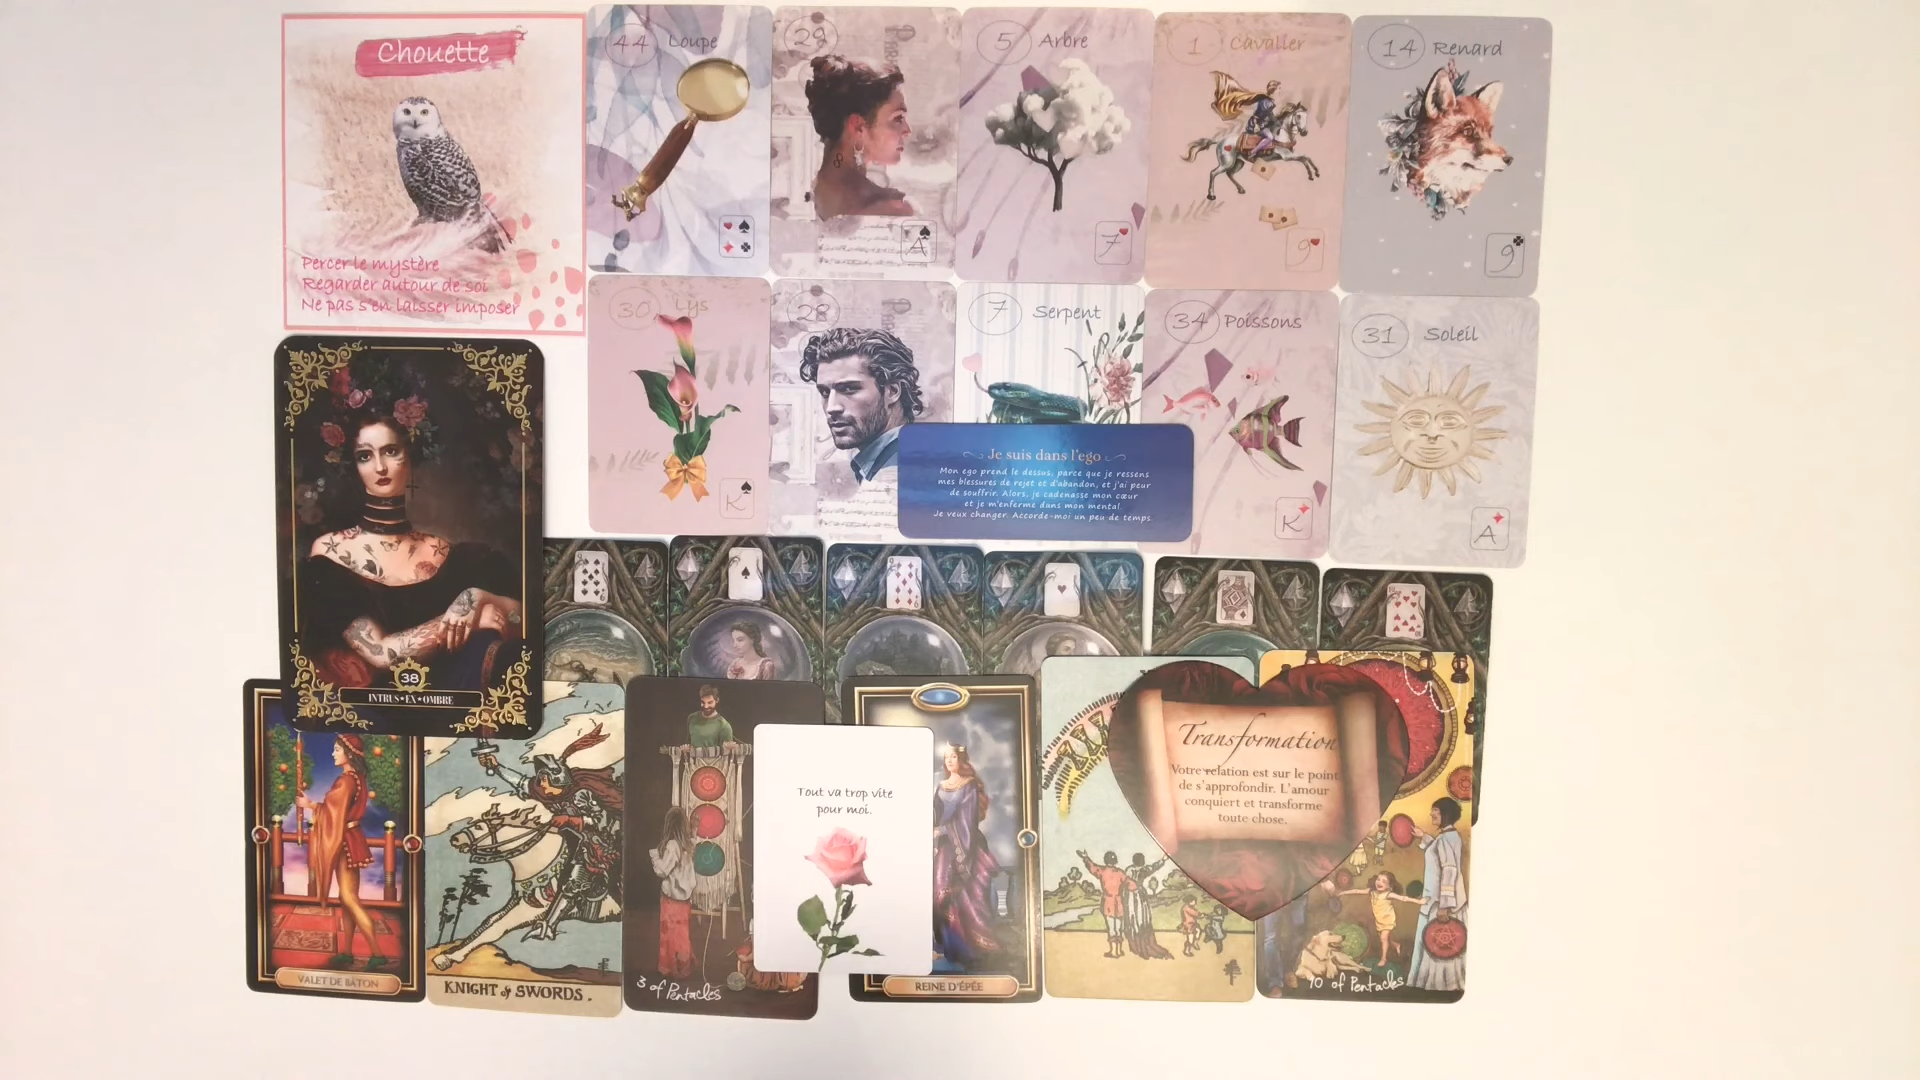 Chouette
Percer le mystère
Regarder autour de soi
Ne pas s'en laisser imposer
44 Loupe
29
A
5 Arbre
7
1 Cavalier
9
14 Renard
9
30 Lys
K
28
7 Serpent
34 Poissons
K
31 Soleil
A
Je suis dans l'ego
Mon ego prend le dessus, parce que je ressens
mes blessures de rejet et d'abandon, et j'ai peur
de souffrir. Alors, je cadenasse mon cœur
et je m'enferme dans mon mental.
Je veux changer. Accorde-moi un peu de temps
38
INTRUS • EX • OMBRE
VALET DE BÂTON
KNIGHT of SWORDS.
3 of Pentacles
Tout va trop vite
pour moi.
REINE D'ÉPÉE
Transformation
Votre relation est sur le point
de s'approfondir. L'amour
conquiert et transforme
toute chose.
10 of Pentacles